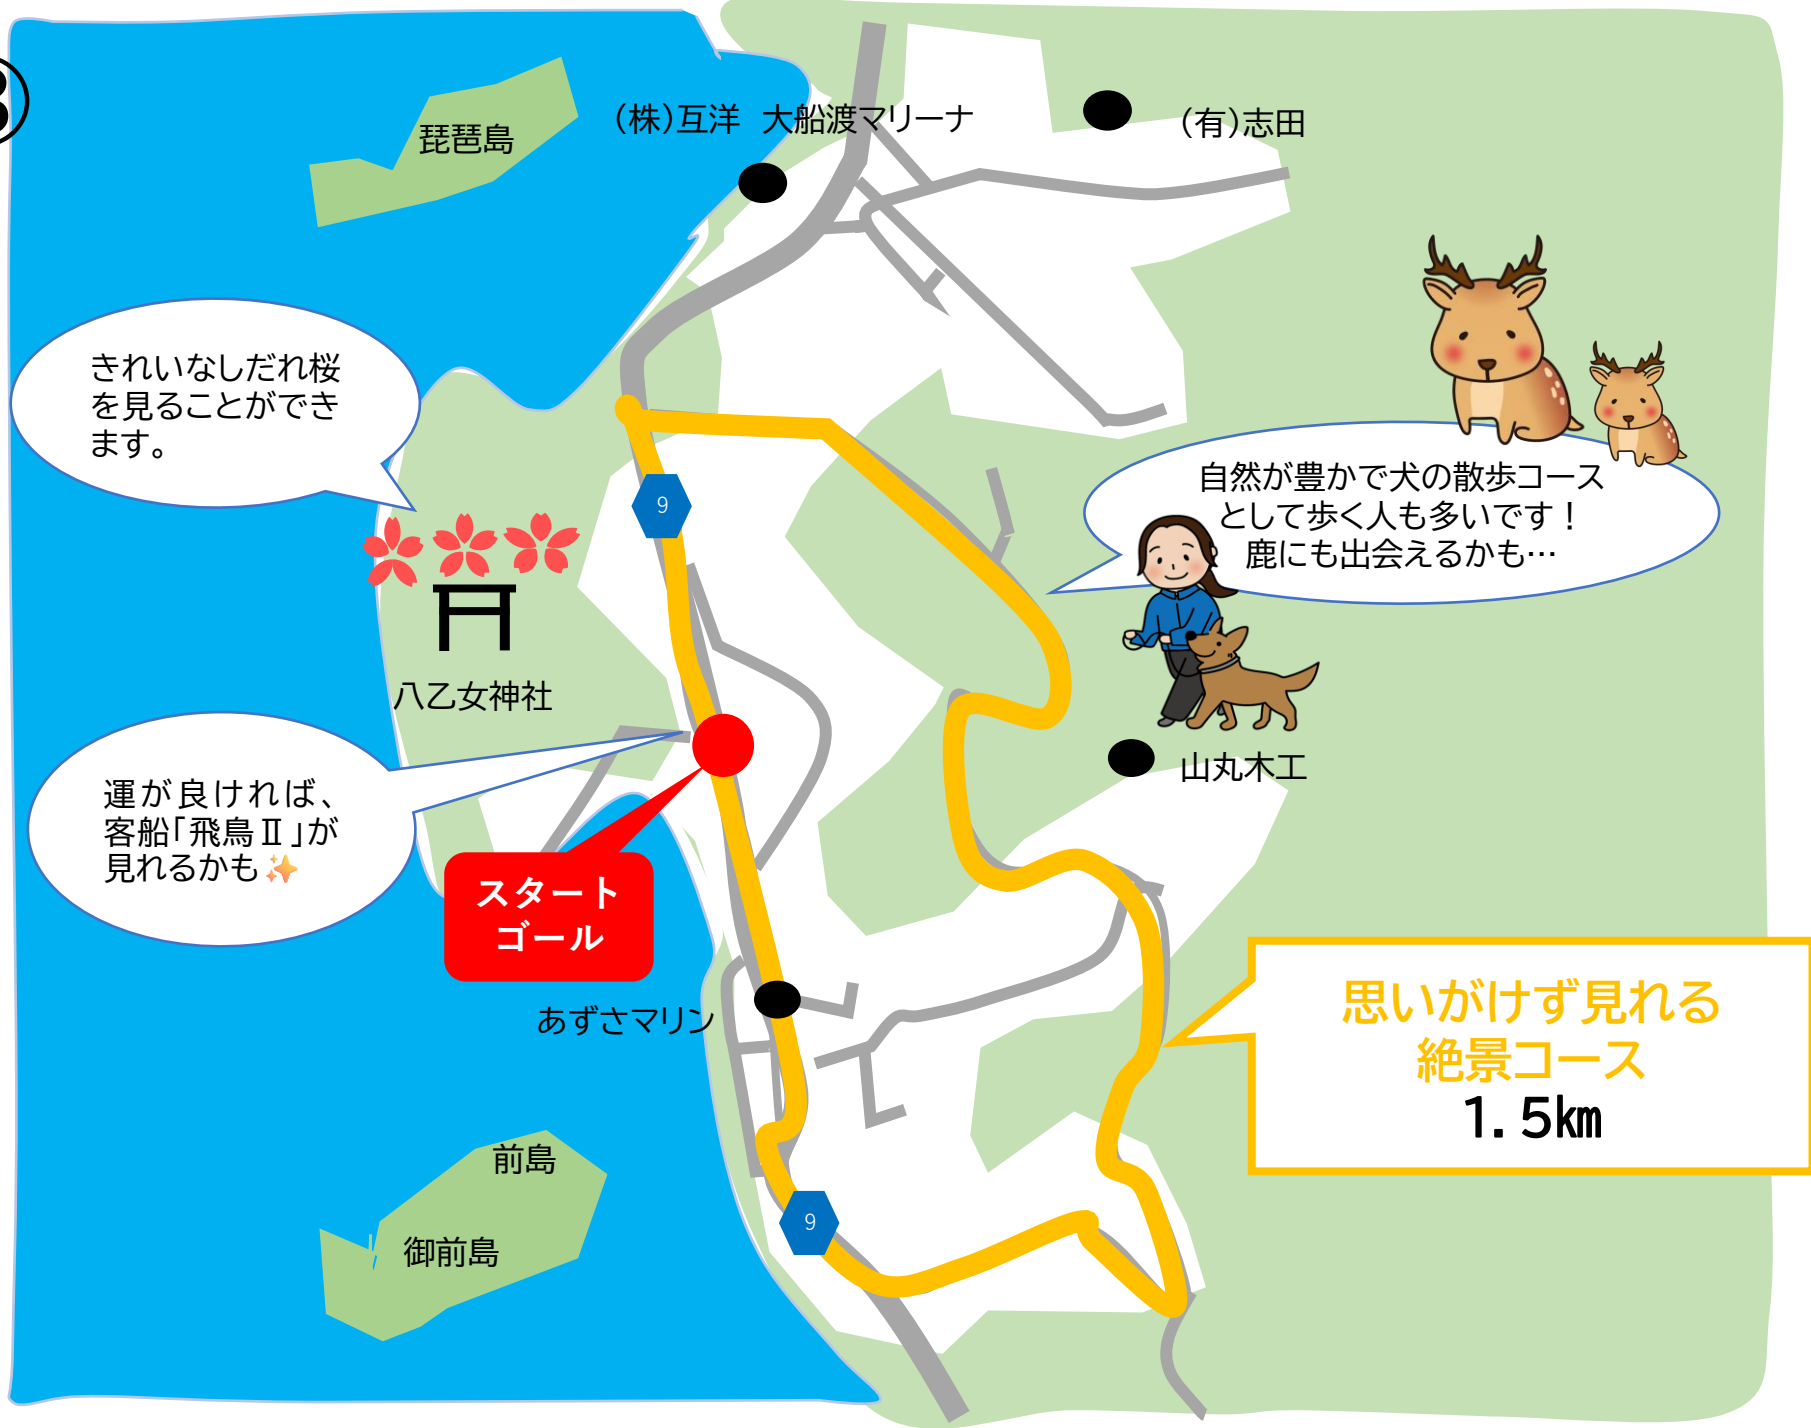 琵琶島
(株)互洋　大船渡マリーナ
(有)志田
きれいなしだれ桜
を見ることができ
ます。
自然が豊かで犬の散歩コース
として歩く人も多いです！
鹿にも出会えるかも…
9
八乙女神社
山丸木工
運が良ければ、
客船「飛鳥Ⅱ」が
見れるかも✨
スタート
ゴール
あずさマリン
思いがけず見れる
絶景コース
１.５㎞
前島
御前島
9